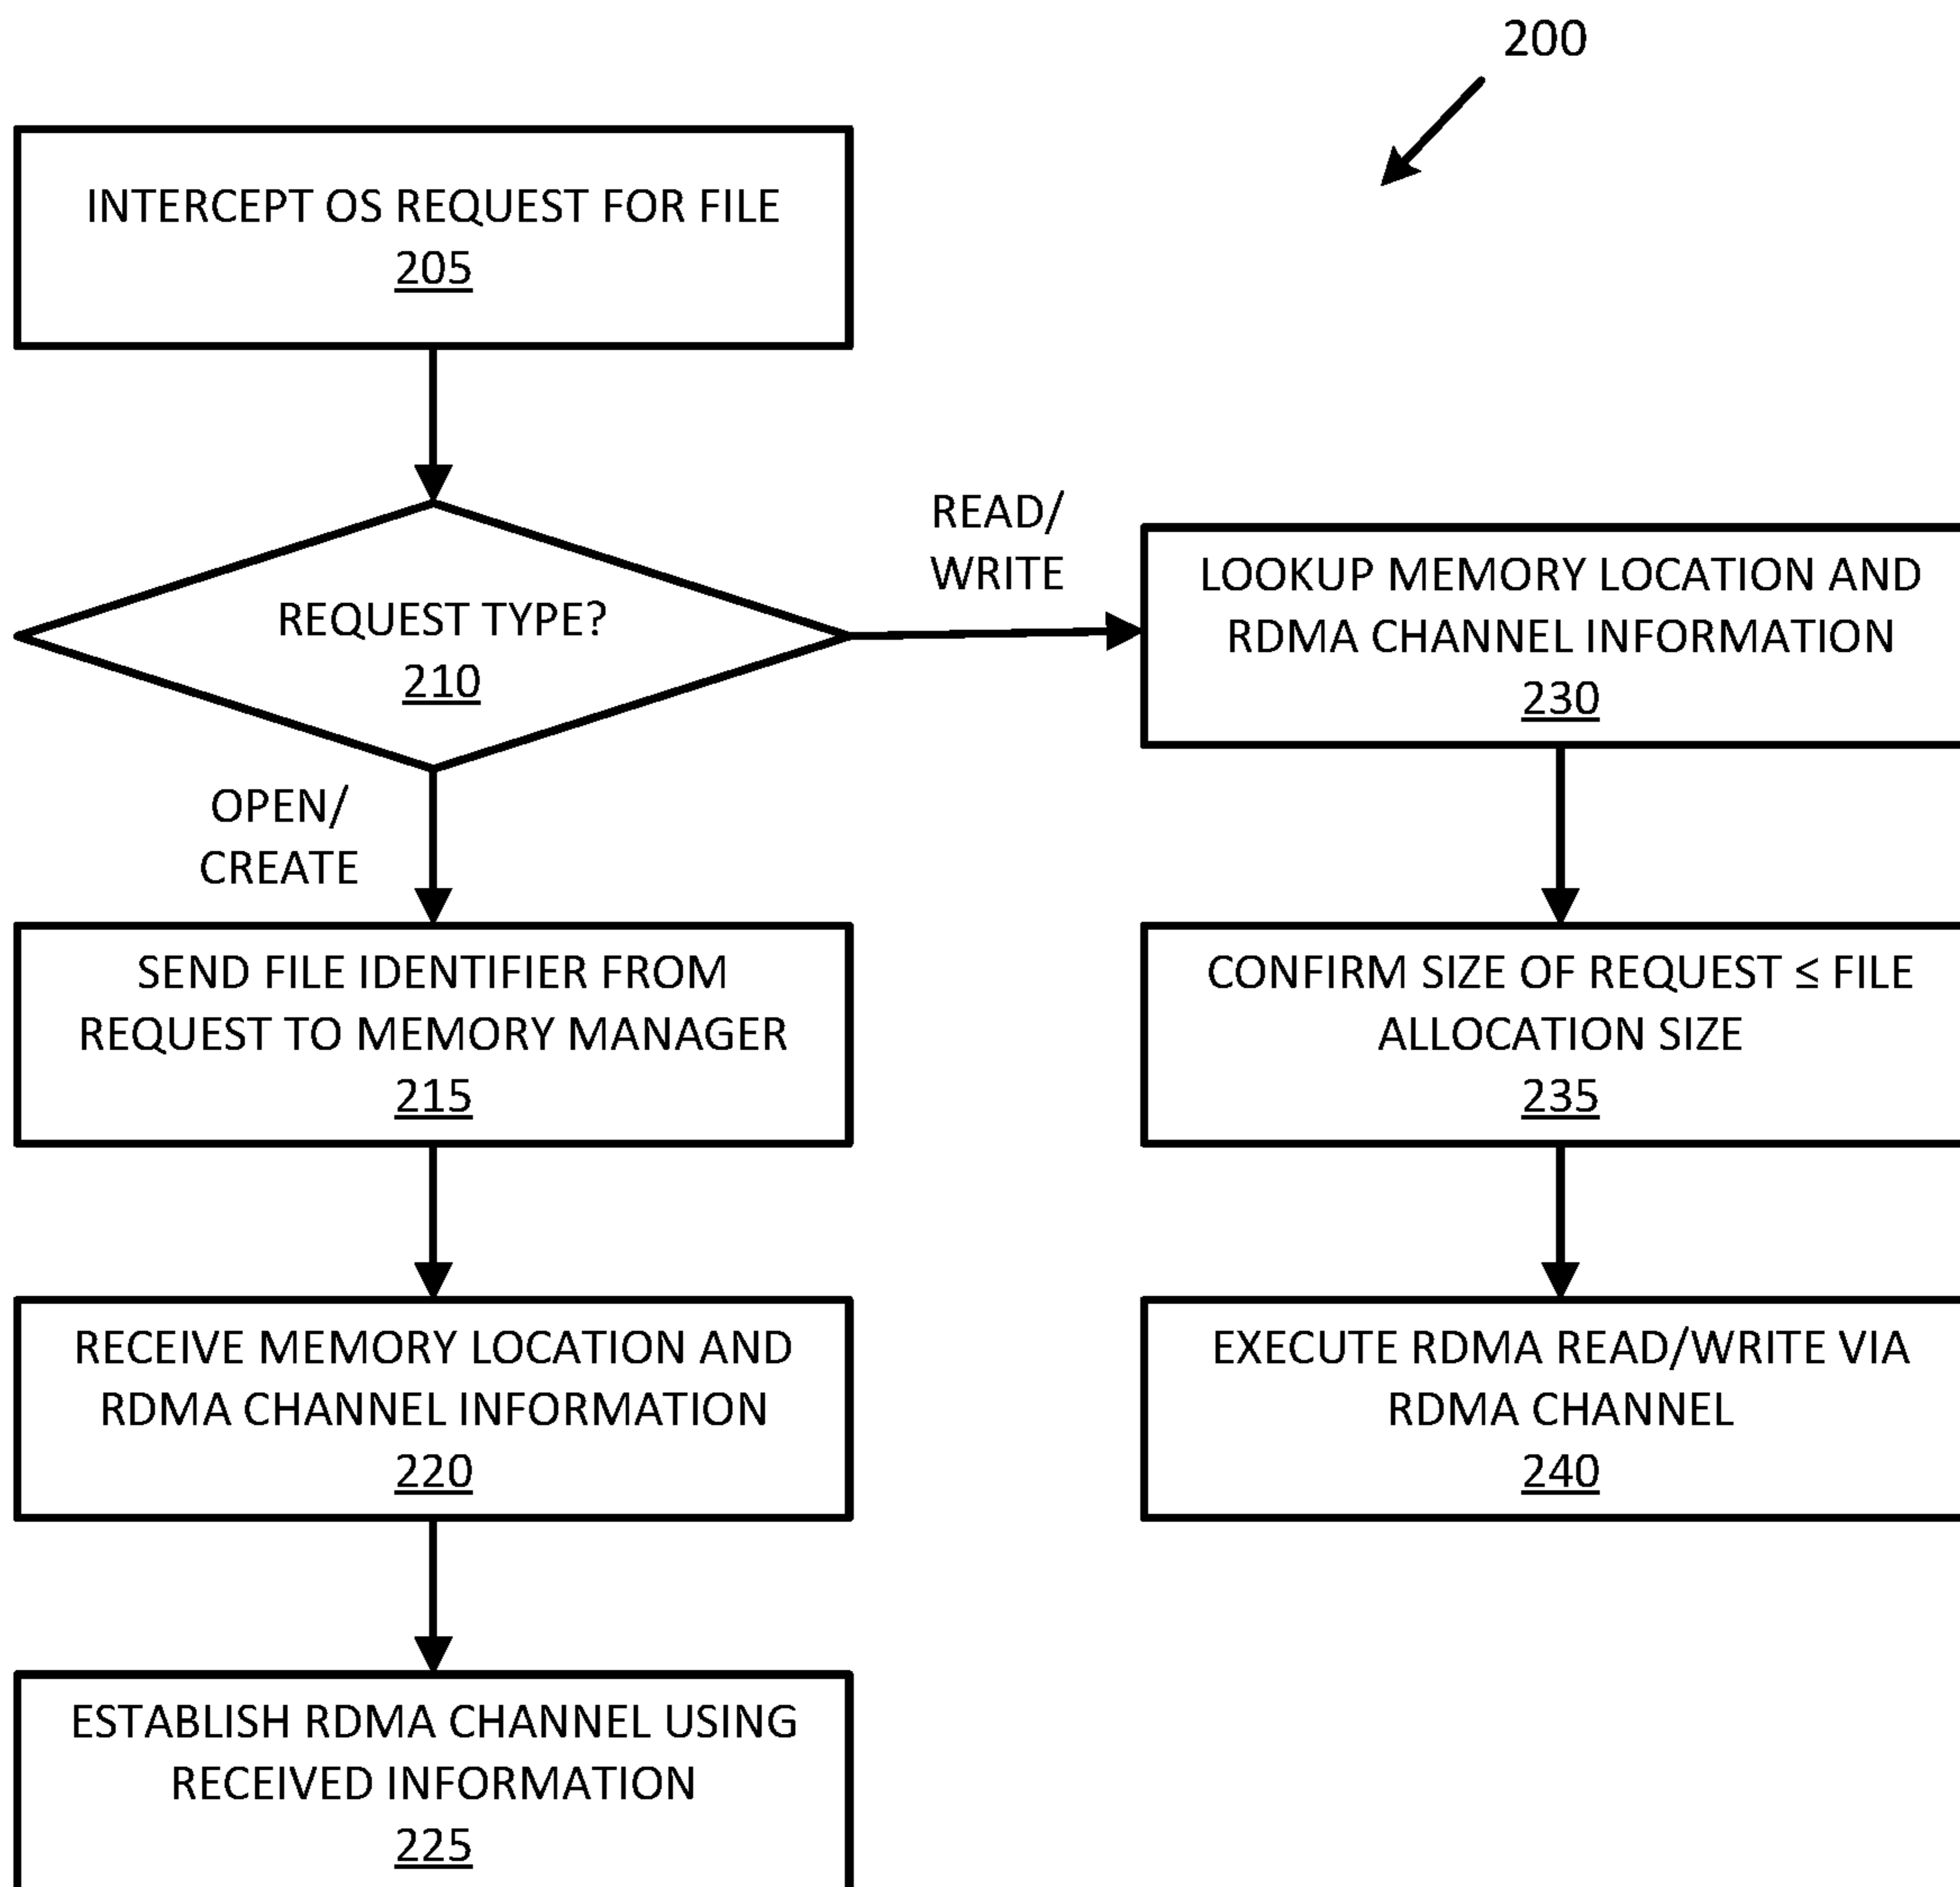 200
INTERCEPT OS REQUEST FOR FILE
205
REQUEST TYPE?
210
READ/
WRITE
OPEN/
CREATE
SEND FILE IDENTIFIER FROM
REQUEST TO MEMORY MANAGER
215
RECEIVE MEMORY LOCATION AND
RDMA CHANNEL INFORMATION
220
ESTABLISH RDMA CHANNEL USING
RECEIVED INFORMATION
225
LOOKUP MEMORY LOCATION AND
RDMA CHANNEL INFORMATION
230
CONFIRM SIZE OF REQUEST ≤ FILE
ALLOCATION SIZE
235
EXECUTE RDMA READ/WRITE VIA
RDMA CHANNEL
240